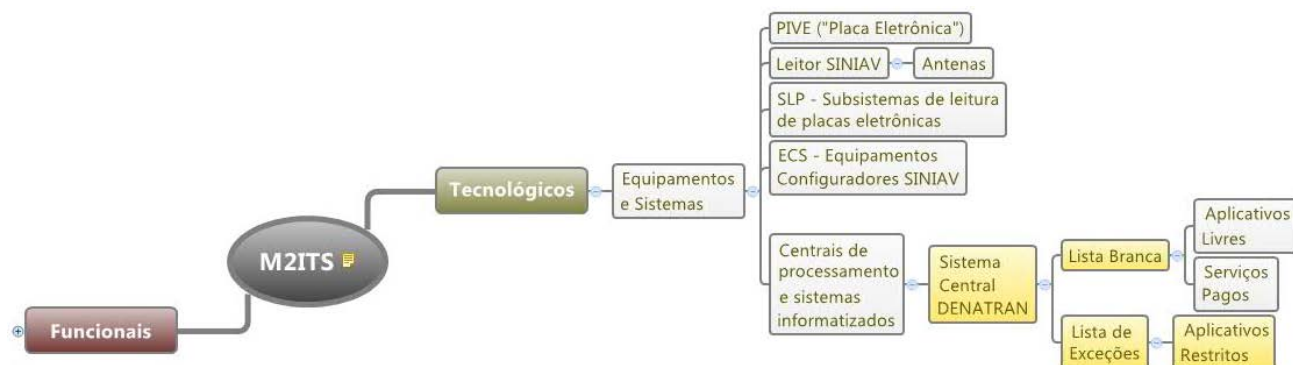 M2ITS
Funcionais
Tecnológicos
Equipamentos
e Sistemas
PIVE ("Placa Eletrônica")
Leitor SINIAV
Antenas
SLP - Subsistemas de leitura
de placas eletrônicas
ECS - Equipamentos
Configuradores SINIAV
Centrais de
processamento
e sistemas
informatizados
Sistema
Central
DENATRAN
Lista Branca
Aplicativos
Livres
Serviços
Pagos
Lista de
Exceções
Aplicativos
Restritos